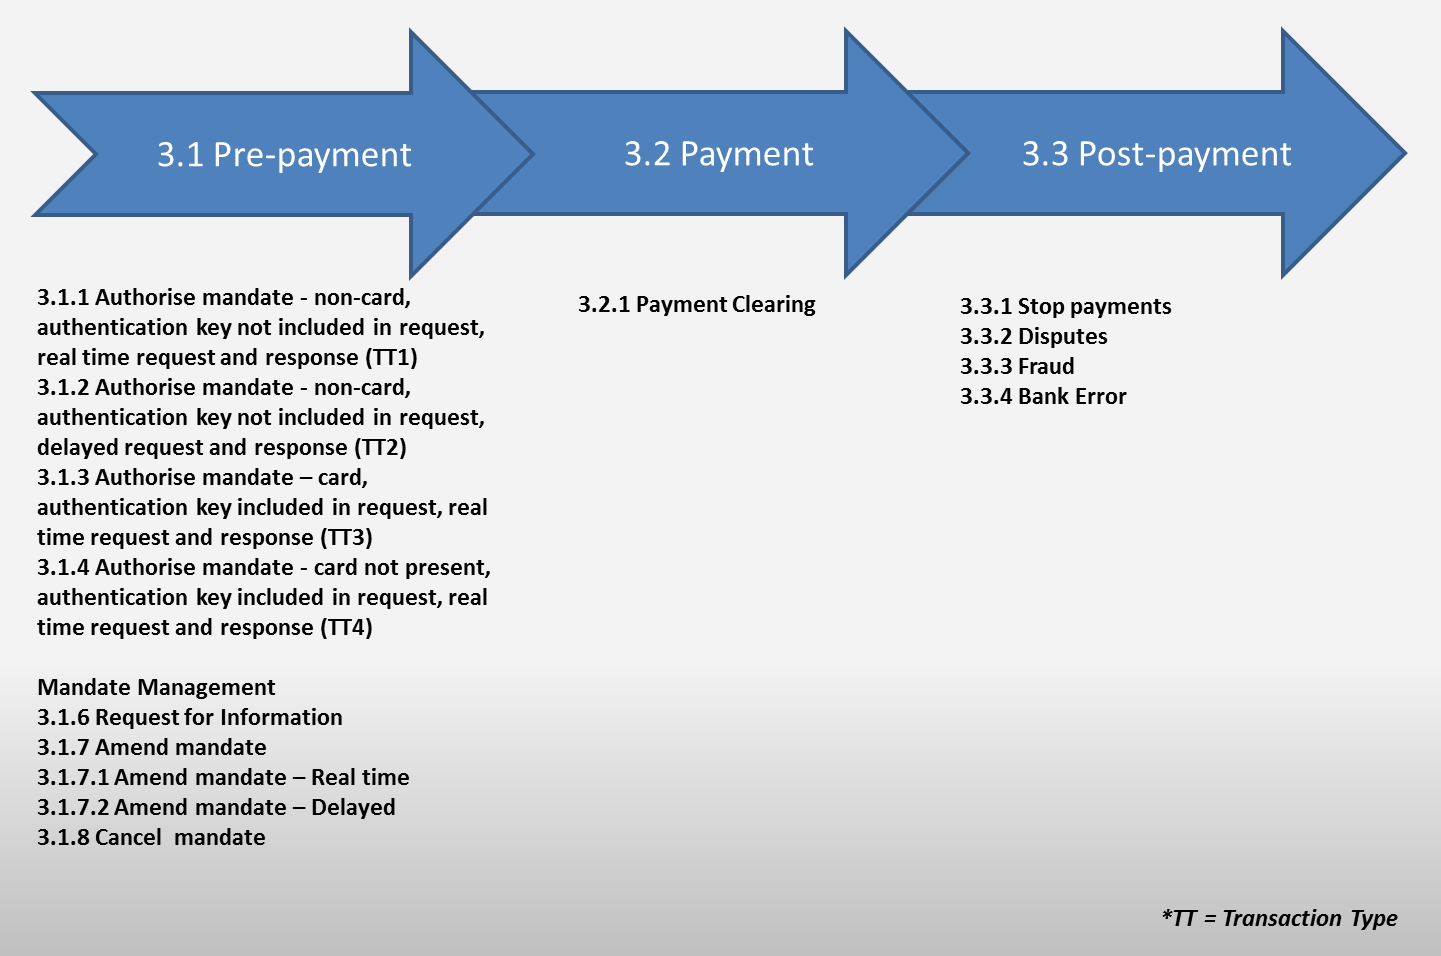 3.1 Pre-payment
3.2 Payment
3.3 Post-payment
3.1.1 Authorise mandate - non-card,
authentication key not included in request,
real time request and response (TT1)
3.1.2 Authorise mandate - non-card,
authentication key not included in request,
delayed request and response (TT2)
3.1.3 Authorise mandate – card,
authentication key included in request, real
time request and response (TT3)
3.1.4 Authorise mandate - card not present,
authentication key included in request, real
time request and response (TT4)
Mandate Management
3.1.6 Request for Information
3.1.7 Amend mandate
3.1.7.1 Amend mandate – Real time
3.1.7.2 Amend mandate – Delayed
3.1.8 Cancel  mandate
3.2.1 Payment Clearing
3.3.1 Stop payments
3.3.2 Disputes
3.3.3 Fraud
3.3.4 Bank Error
*TT = Transaction Type